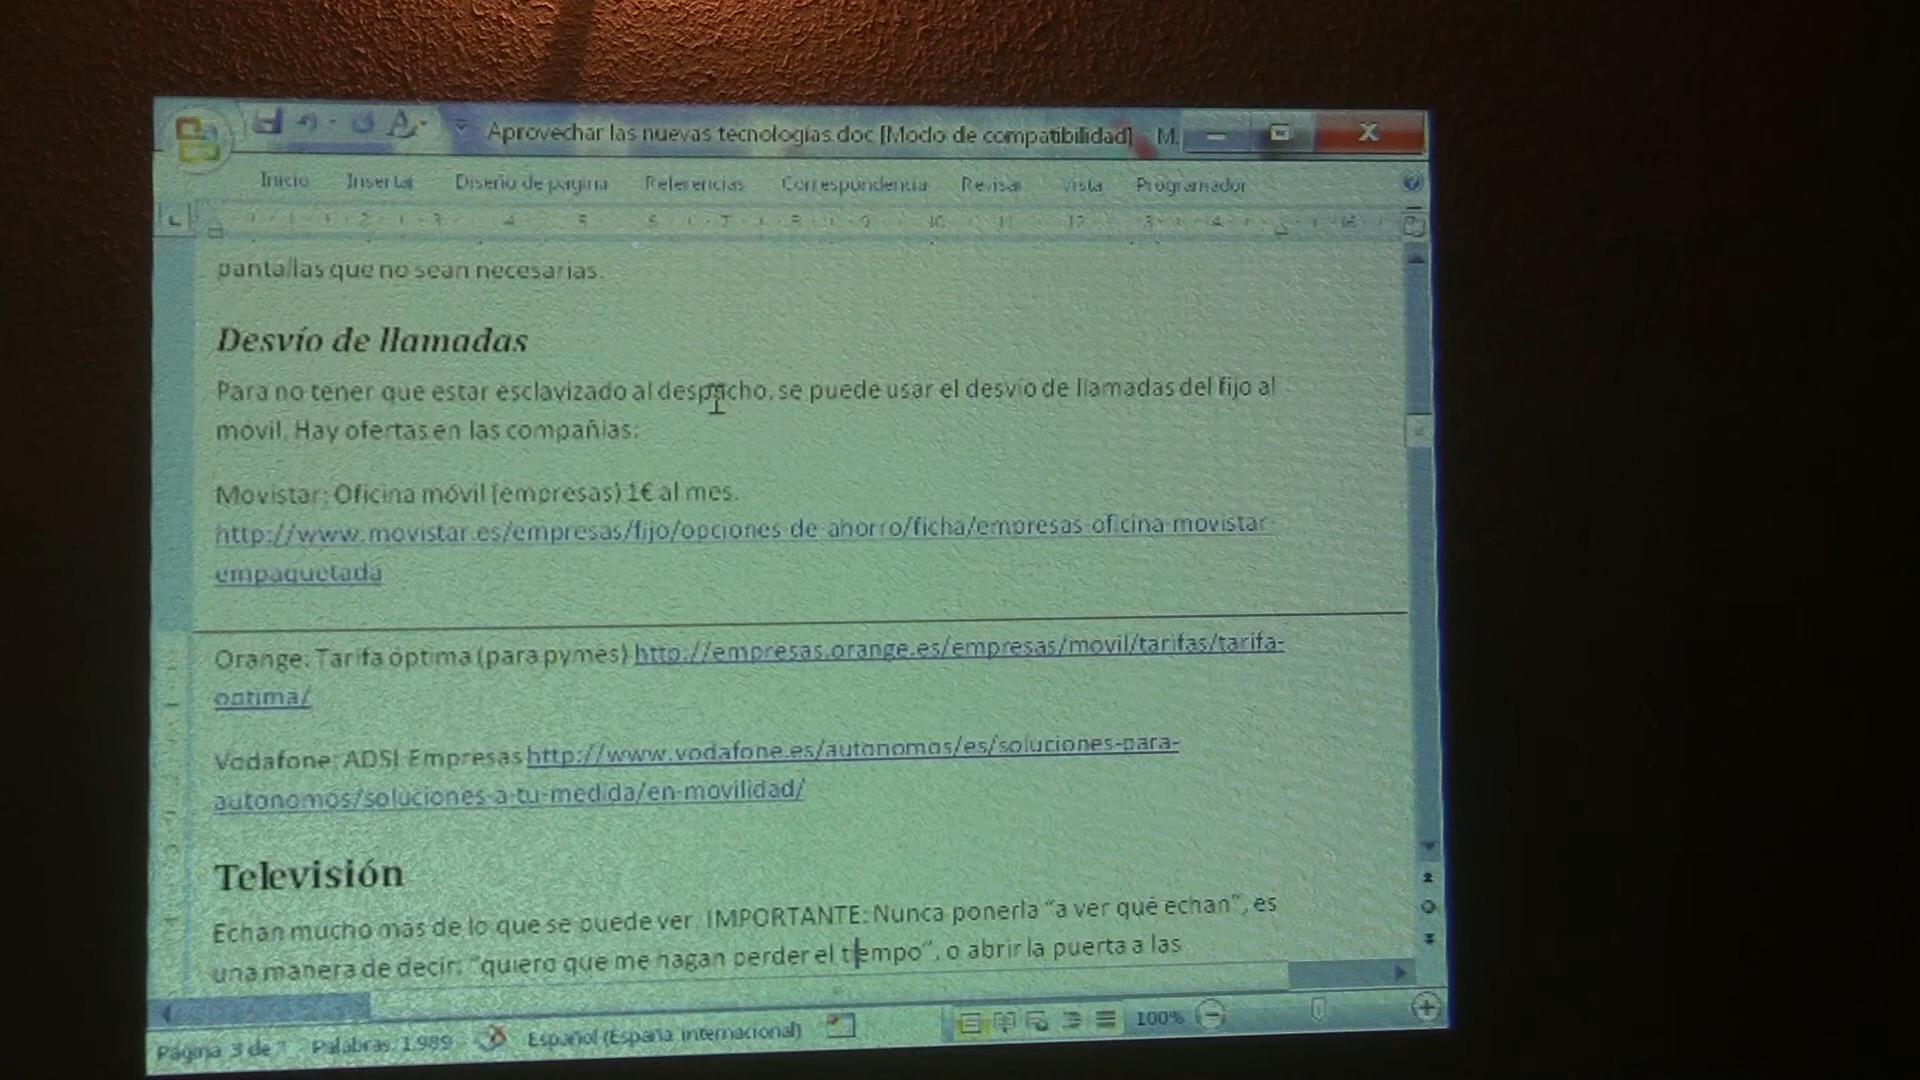 Aprovechar las nuevas tecnologías.doc [Modo de compatibilidad] - M.
Inicio Insertar Diseño de página Referencias Correspondencia Revisar Vista Programador
pantallas que no sean necesarias.
Desvío de llamadas
Para no tener que estar esclavizado al despacho, se puede usar el desvío de llamadas del fijo al
móvil. Hay ofertas en las compañías:
Movistar: Oficina móvil (empresas) 1€ al mes.
http://www.movistar.es/empresas/fijo/opciones-de-ahorro/ficha/empresas-oficina-movistar-
empaquetada
Orange: Tarifa óptima (para pymes) http://empresas.orange.es/empresas/movil/tarifas/tarifa-
optima/
Vodafone: ADSL Empresas http://www.vodafone.es/autonomos/es/soluciones-para-
autonomos/soluciones-a-tu-medida/en-movilidad/
Televisión
Echan mucho más de lo que se puede ver. IMPORTANTE: Nunca ponerla “a ver qué echan”, es
una manera de decir: “quiero que me hagan perder el tiempo”, o abrir la puerta a las
Página 3 de Palabras: 1.989 Español (España, internacional) 100%